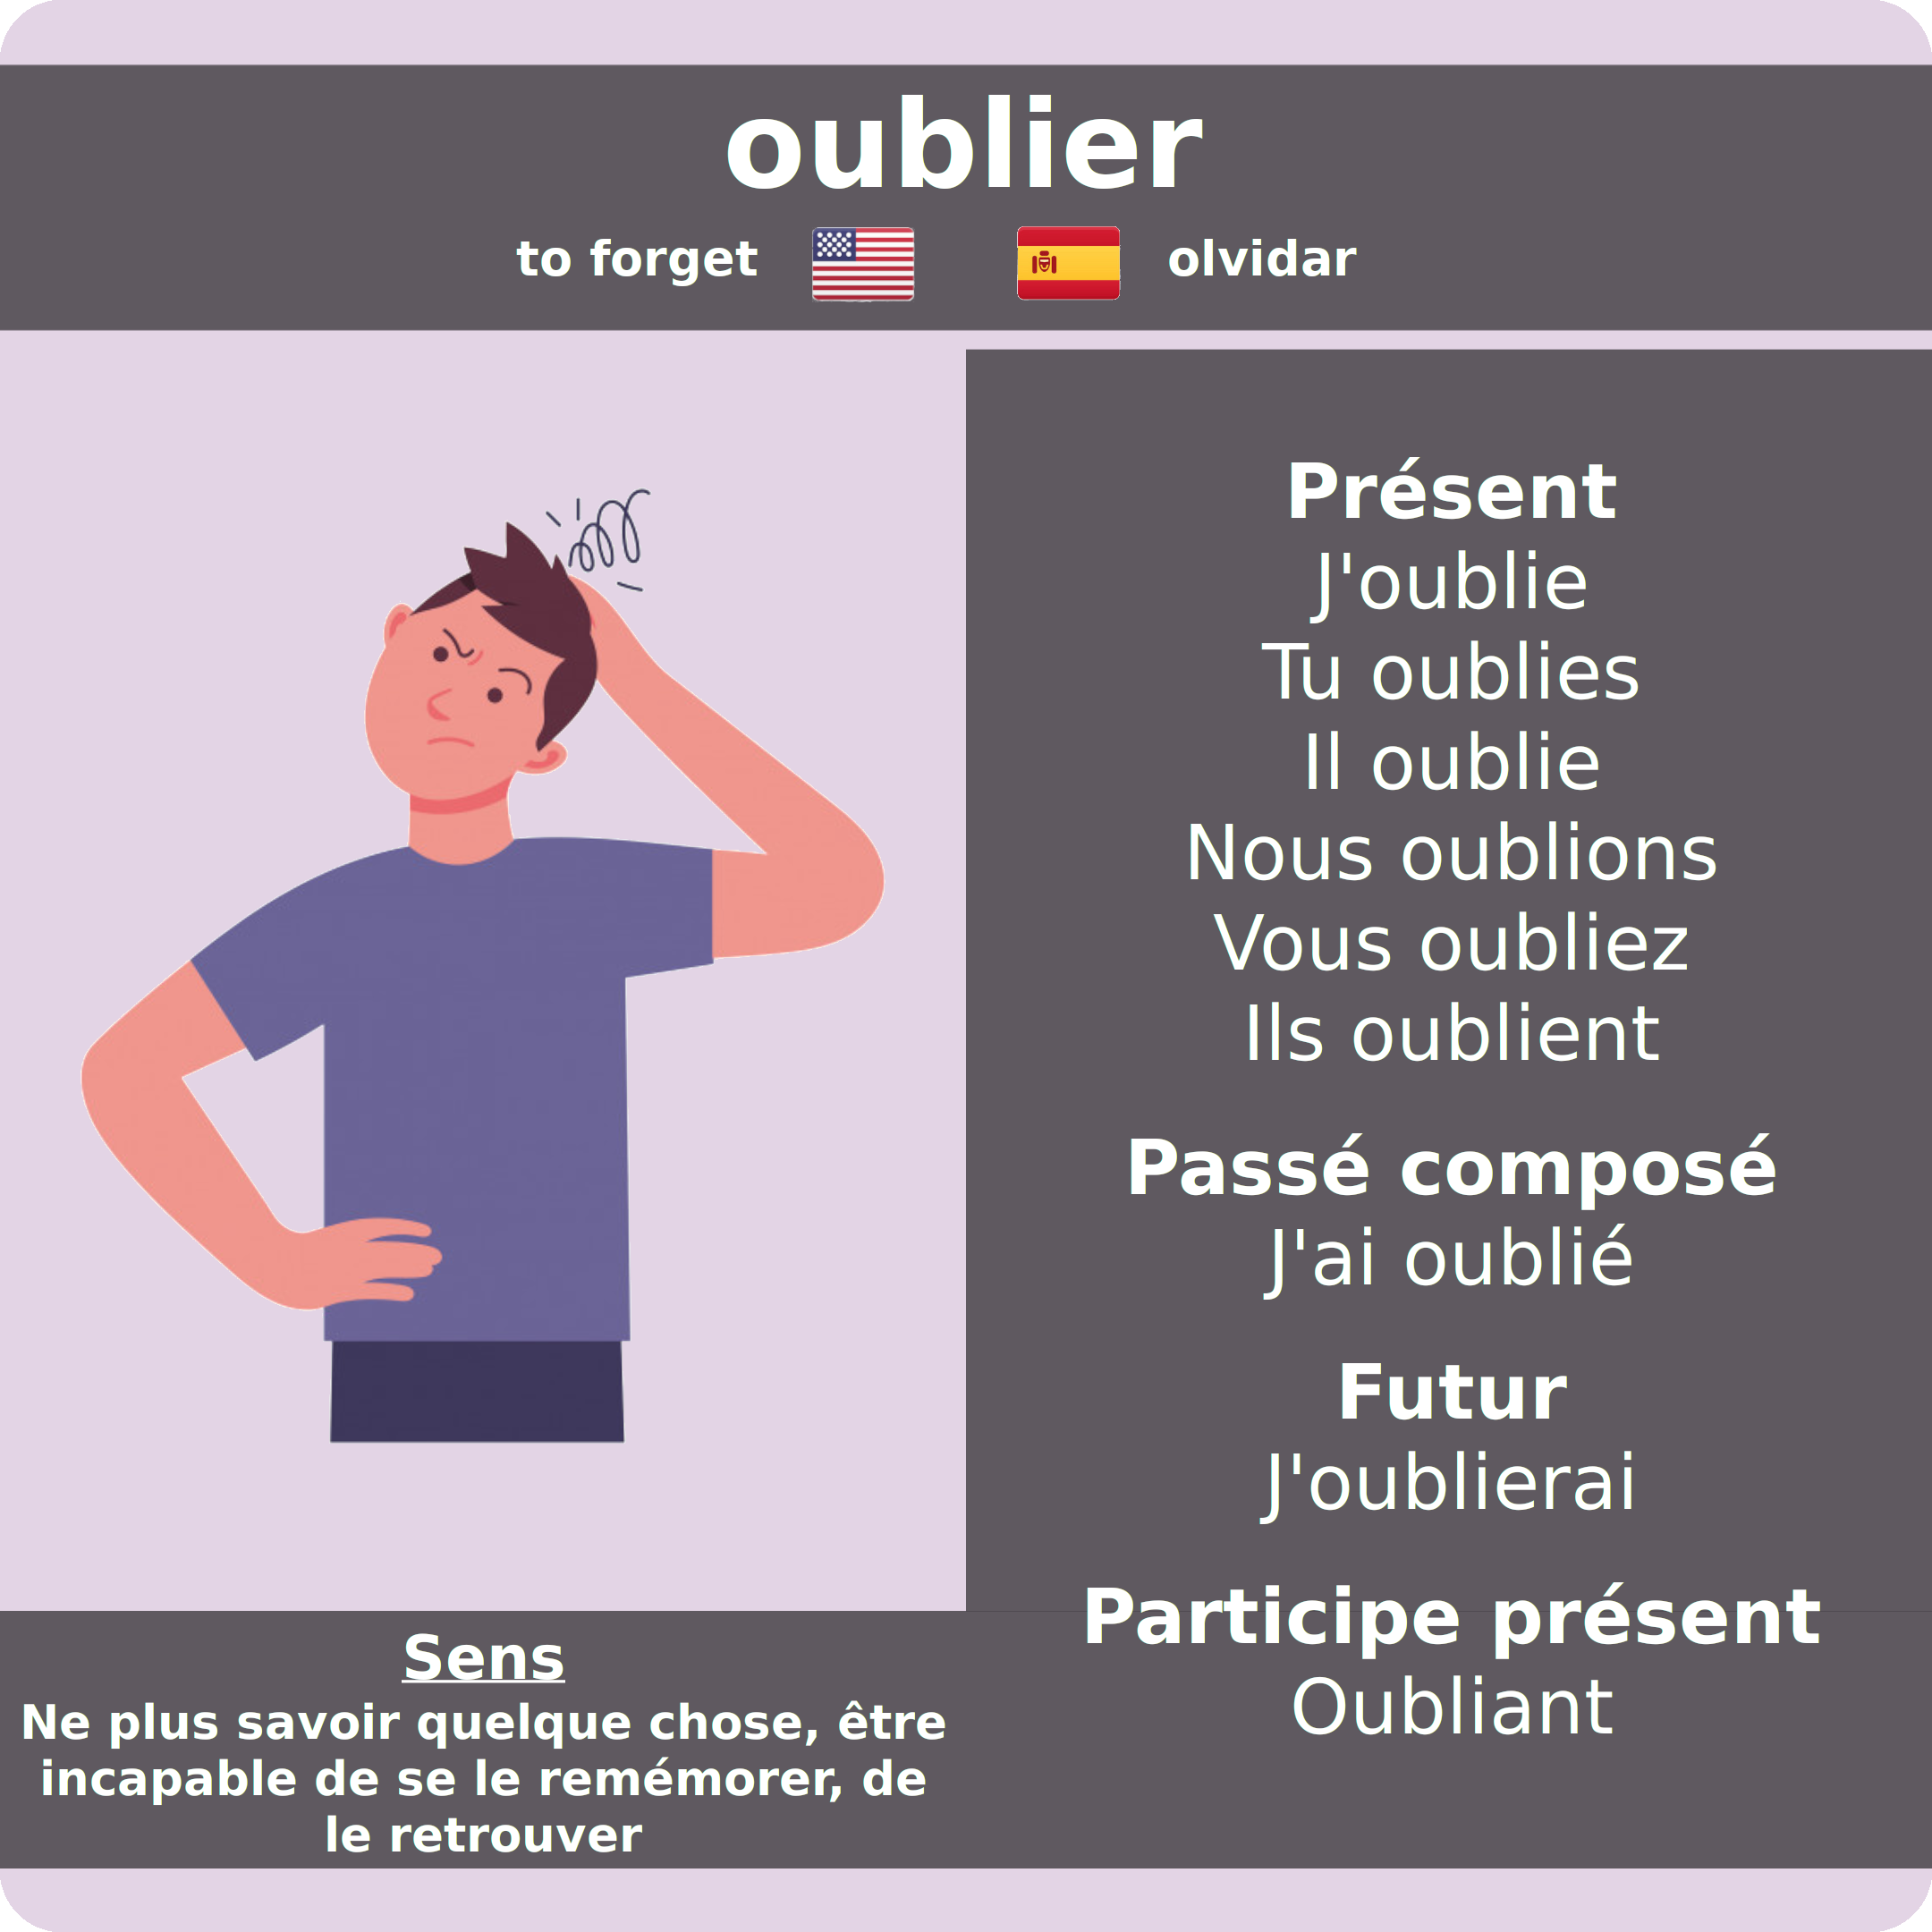 oublier
to forget
olvidar
Présent
J'oublie
Tu oublies
Il oublie
Nous oublions
Vous oubliez
Ils oublient
Passé composé
J'ai oublié
Futur
J'oublierai
Participe présent
Oubliant
Sens
Ne plus savoir quelque chose, être
incapable de se le remémorer, de
le retrouver